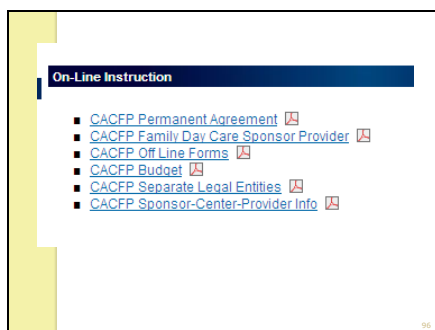 On-Line Instruction
CACFP Permanent Agreement
CACFP Family Day Care Sponsor Provider
CACFP Off Line Forms
CACFP Budget
CACFP Separate Legal Entities
CACFP Sponsor-Center-Provider Info
96